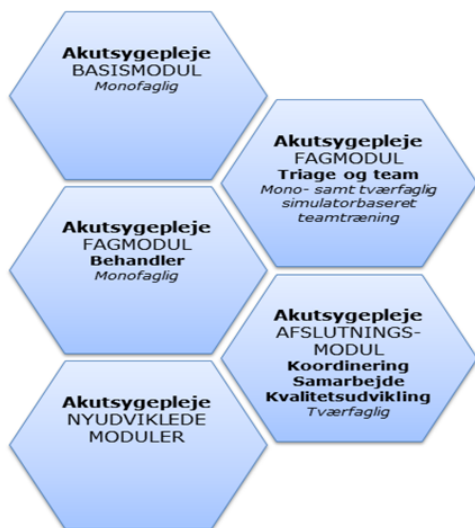 Akutsygepleje
BASISMODUL
Monofaglig
Akutsygepleje
FAGMODUL
Triage og team
Mono- samt tværfaglig
simulatorbaseret
teamtræning
Akutsygepleje
FAGMODUL
Behandler
Monofaglig
Akutsygepleje
AFSLUTNINGS-
MODUL
Koordinering
Samarbejde
Kvalitetsudvikling
Tværfaglig
Akutsygepleje
NYUDVIKLEDE
MODULER